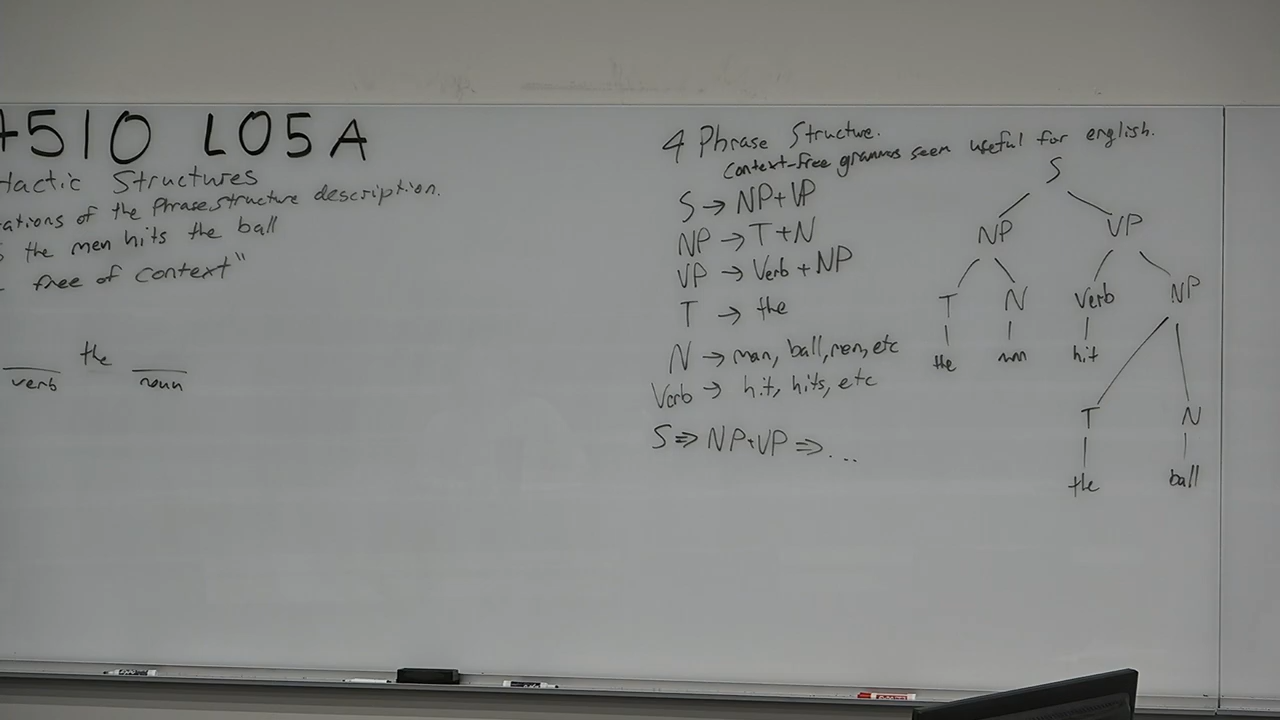 4510 L05A
tactic Structures
ations of the Phrase structure description.
the men hits the ball
free of context"
the
verb noun
4 Phrase Structure.
Context-free grammars seem useful for english.
S → NP+VP
NP → T+N
VP → Verb + NP
T → the
N → man, ball, men, etc
Verb → hit, hits, etc
S ⇒ NP+VP ⇒ ...
S
NP VP
T N Verb NP
the man hit
T N
the ball